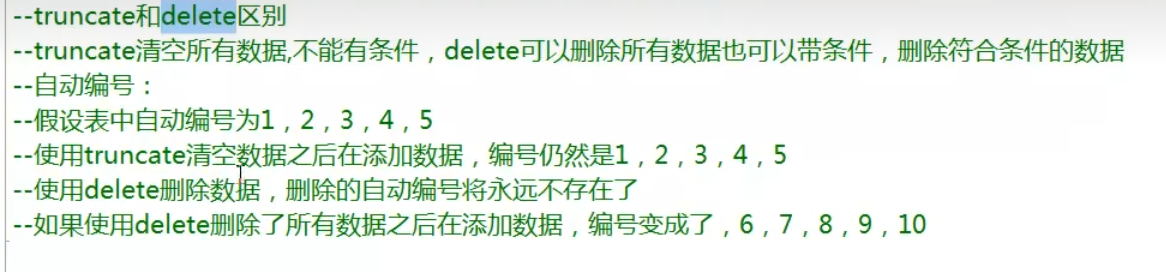 --truncate和delete区别
--truncate清空所有数据,不能有条件，delete可以删除所有数据也可以带条件，删除符合条件的数据
--自动编号：
--假设表中自动编号为1，2，3，4，5
--使用truncate清空数据之后在添加数据，编号仍然是1，2，3，4，5
--使用delete删除数据，删除的自动编号将永远不存在了
--如果使用delete删除了所有数据之后在添加数据，编号变成了，6，7，8，9，10